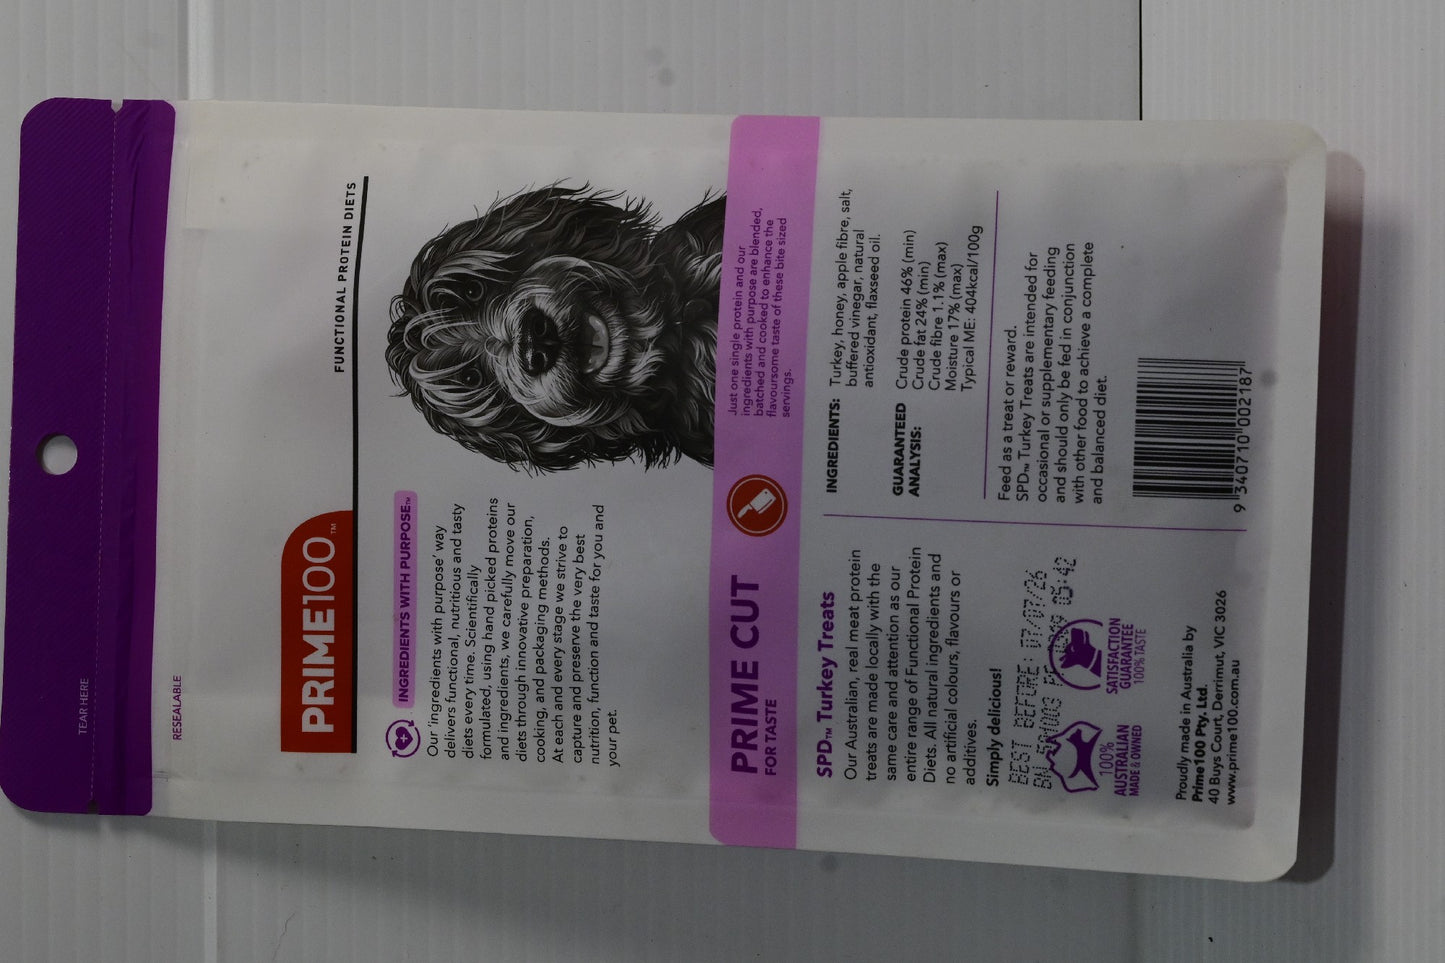 TEAR HERE
RESEALABLE
PRIME100™
FUNCTIONAL PROTEIN DIETS
INGREDIENTS WITH PURPOSE™
Our 'ingredients with purpose' way
delivers functional, nutritious and tasty
diets every time. Scientifically
formulated, using hand picked proteins
and ingredients, we carefully move our
diets through innovative preparation,
cooking, and packaging methods.
At each and every stage we strive to
capture and preserve the very best
nutrition, function and taste for you and
your pet.
PRIME CUT
FOR TASTE
Just one single protein and our
ingredients with purpose are blended,
batched and cooked to enhance the
flavoursome taste of these bite sized
servings.
SPD™ Turkey Treats
Our Australian, real meat protein
treats are made locally with the
same care and attention as our
entire range of Functional Protein
Diets. All natural ingredients and
no artificial colours, flavours or
additives.
Simply delicious!
BEST BEFORE: 07/07/26
05:42
100%
AUSTRALIAN
MADE & OWNED
SATISFACTION
GUARANTEE
100% TASTE
Proudly made in Australia by
Prime100 Pty. Ltd.
40 Buys Court, Derrimut, VIC 3026
www.prime100.com.au
INGREDIENTS: Turkey, honey, apple fibre, salt,
buffered vinegar, natural
antioxidant, flaxseed oil.
GUARANTEED
ANALYSIS:
Crude protein 46% (min)
Crude fat 24% (min)
Crude fibre 1.1% (max)
Moisture 17% (max)
Typical ME: 404kcal/100g
Feed as a treat or reward.
SPD™ Turkey Treats are intended for
occasional or supplementary feeding
and should only be fed in conjunction
with other food to achieve a complete
and balanced diet.
9 340710 002187